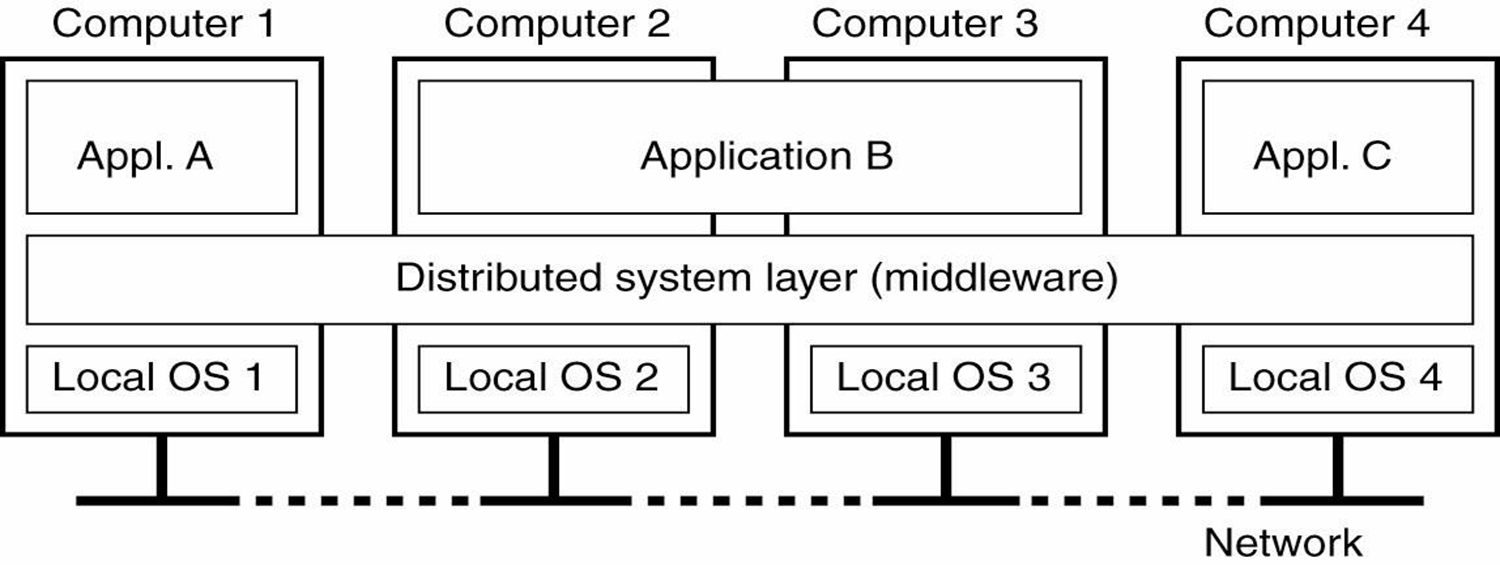 Computer 1
Computer 2
Computer 3
Computer 4
Appl. A
Application B
Appl. C
Distributed system layer (middleware)
Local OS 1
Local OS 2
Local OS 3
Local OS 4
Network